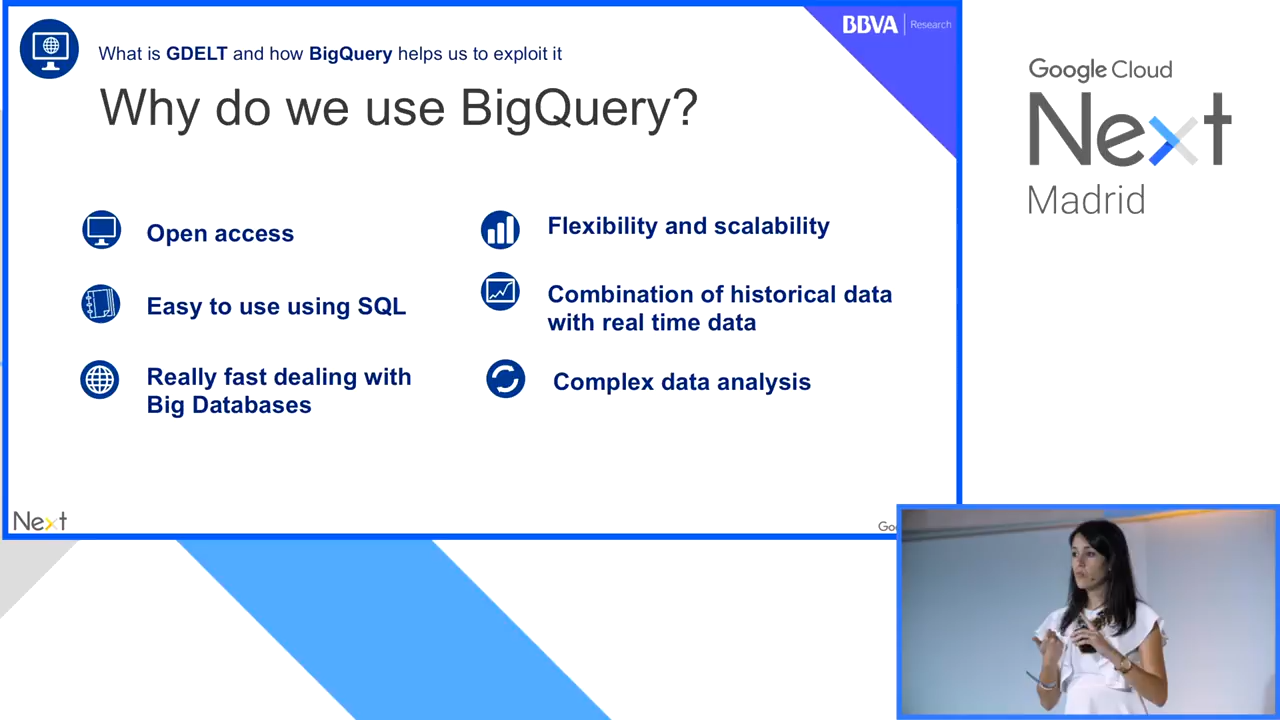 What is GDELT and how BigQuery helps us to exploit it
BBVA
Research
Why do we use BigQuery?
Open access
Easy to use using SQL
Really fast dealing with
Big Databases
Flexibility and scalability
Combination of historical data
with real time data
Complex data analysis
Next
Goo
Google Cloud
Next
Madrid